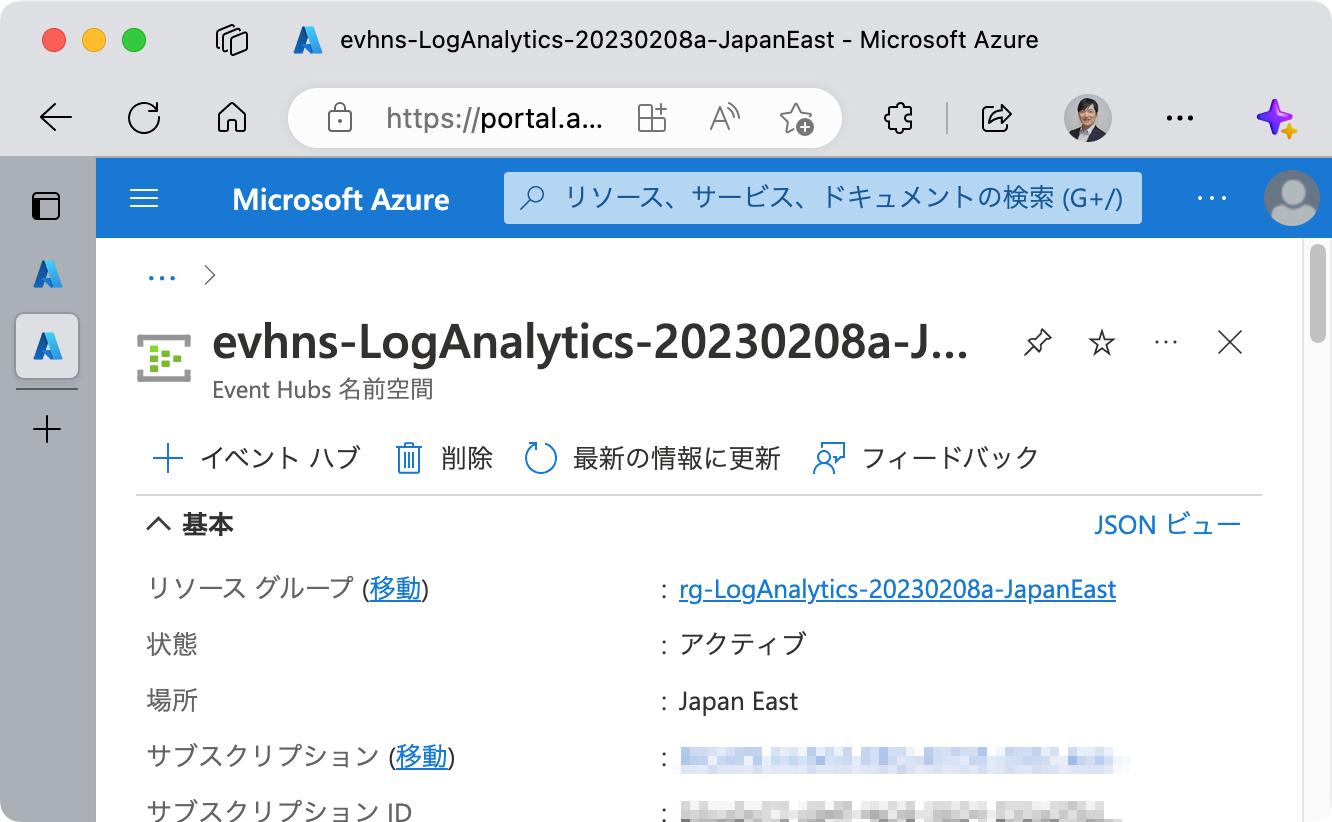 evhns-LogAnalytics-20230208a-JapanEast - Microsoft Azure
https://portal.a...
Microsoft Azure
リソース、サービス、ドキュメントの検索 (G+/)
evhns-LogAnalytics-20230208a-J...
Event Hubs 名前空間
イベント ハブ 削除 最新の情報に更新 フィードバック
基本 JSON ビュー
リソース グループ (移動) : rg-LogAnalytics-20230208a-JapanEast
状態 : アクティブ
場所 : Japan East
サブスクリプション (移動) :
サブスクリプション ID :